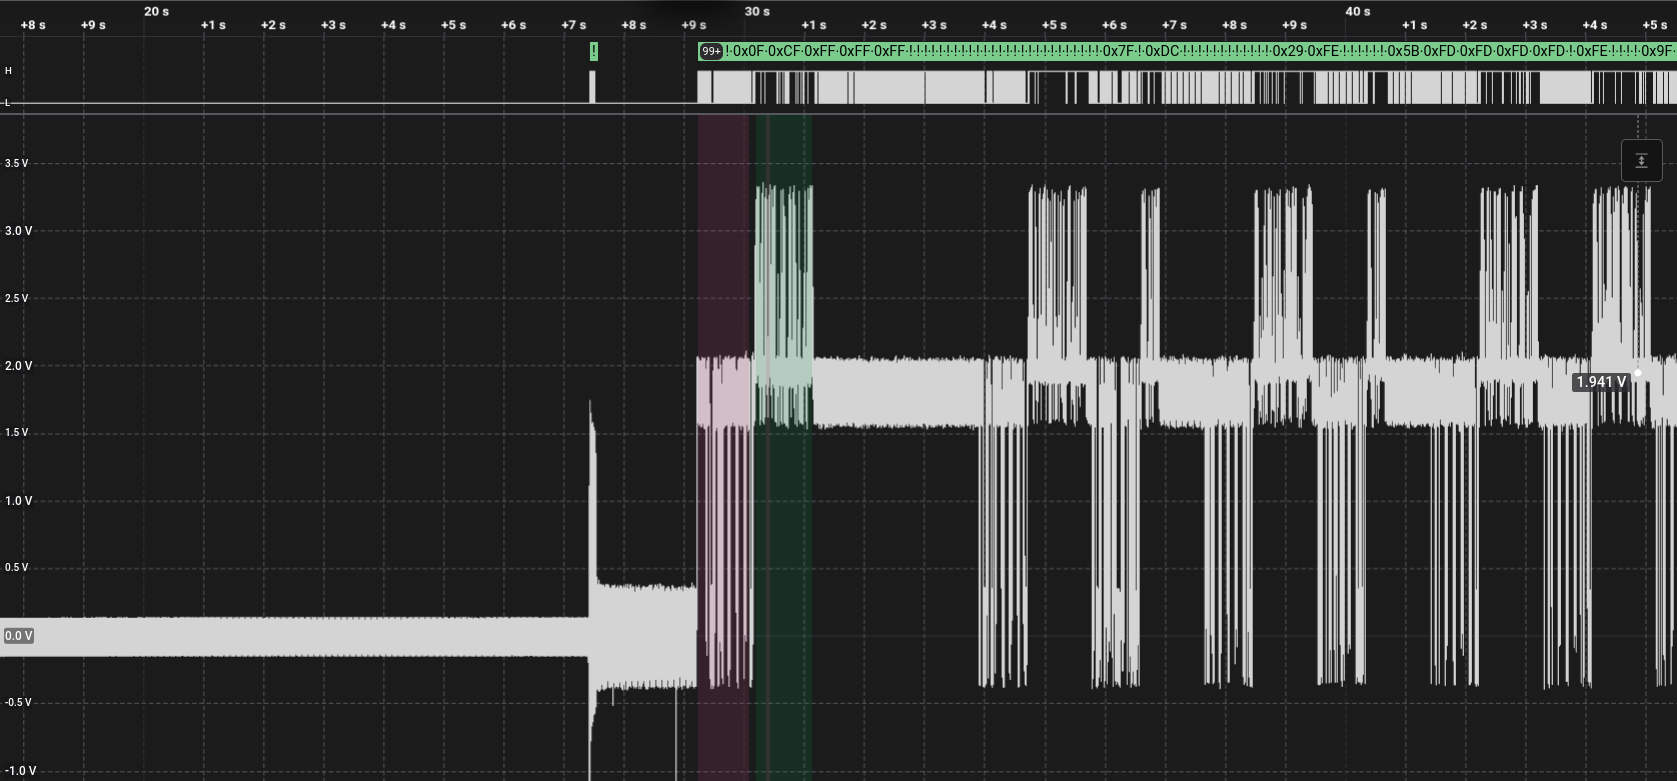 20 s 30 s 40 s
+8 s +9 s +1 s +2 s +3 s +4 s +5 s +6 s +7 s +8 s +9 s +1 s +2 s +3 s +4 s +5 s +6 s +7 s +8 s +9 s +1 s +2 s +3 s +4 s +5 s
! 99+ ! 0x0F 0xCF 0xFF 0xFF 0xFF 0x7F 0xDC 0x29 0xFE 0x5B 0xFD 0xFD 0xFD 0xFD 0xFE 0x9F
H
L
3.5 V
3.0 V
2.5 V
2.0 V
1.941 V
1.5 V
1.0 V
0.5 V
0.0 V
-0.5 V
-1.0 V